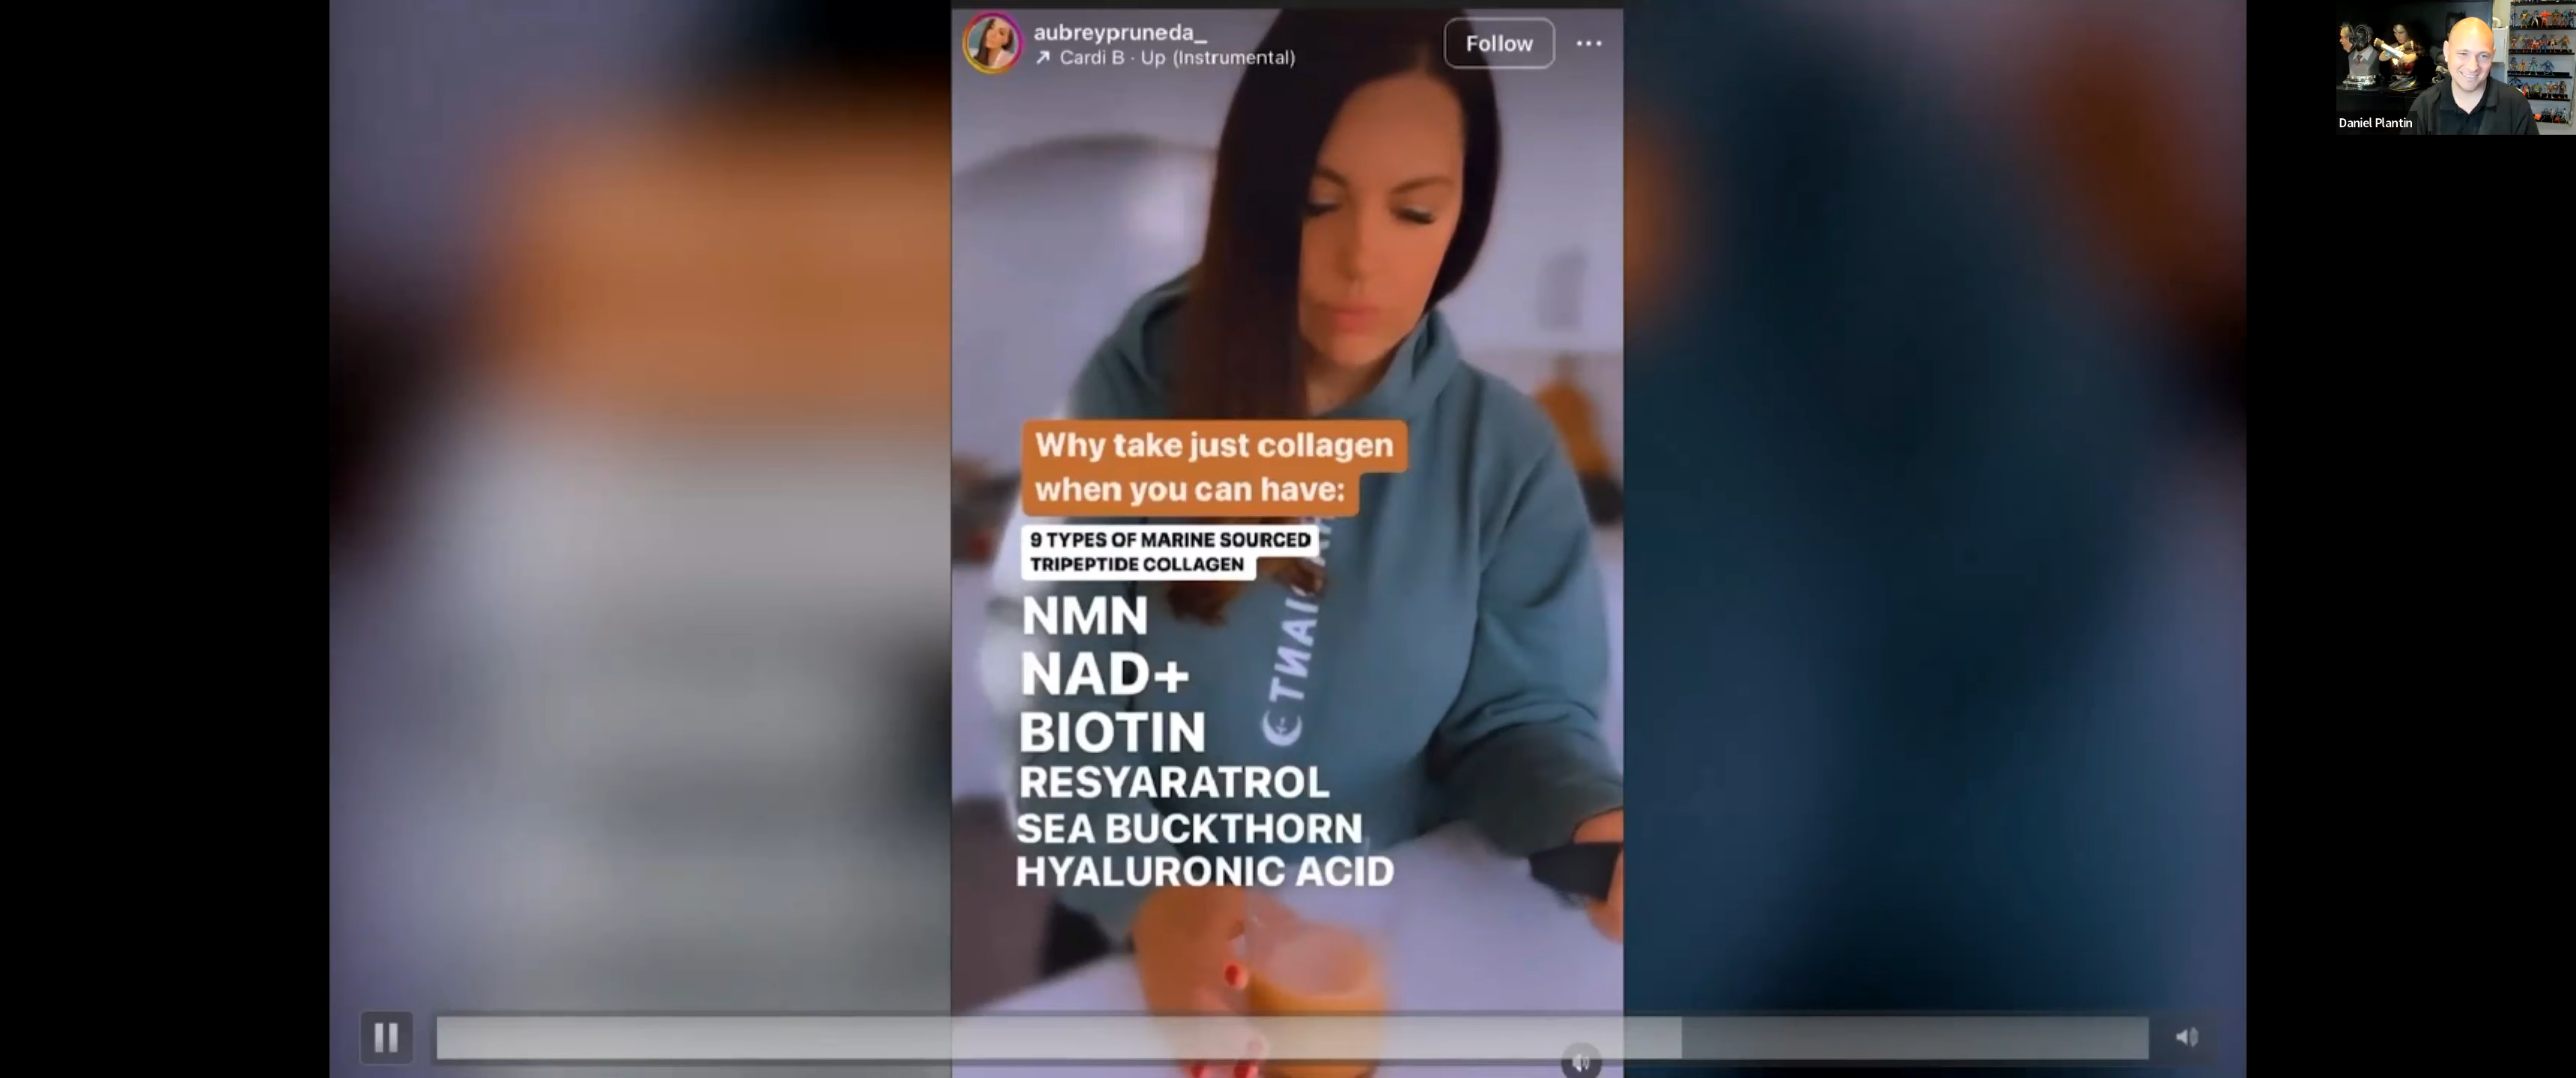 aubreypruneda_
Cardi B · Up (Instrumental)
Follow
Daniel Plantin
Why take just collagen
when you can have:
9 TYPES OF MARINE SOURCED
TRIPEPTIDE COLLAGEN
NMN
NAD+
BIOTIN
RESYARATROL
SEA BUCKTHORN
HYALURONIC ACID